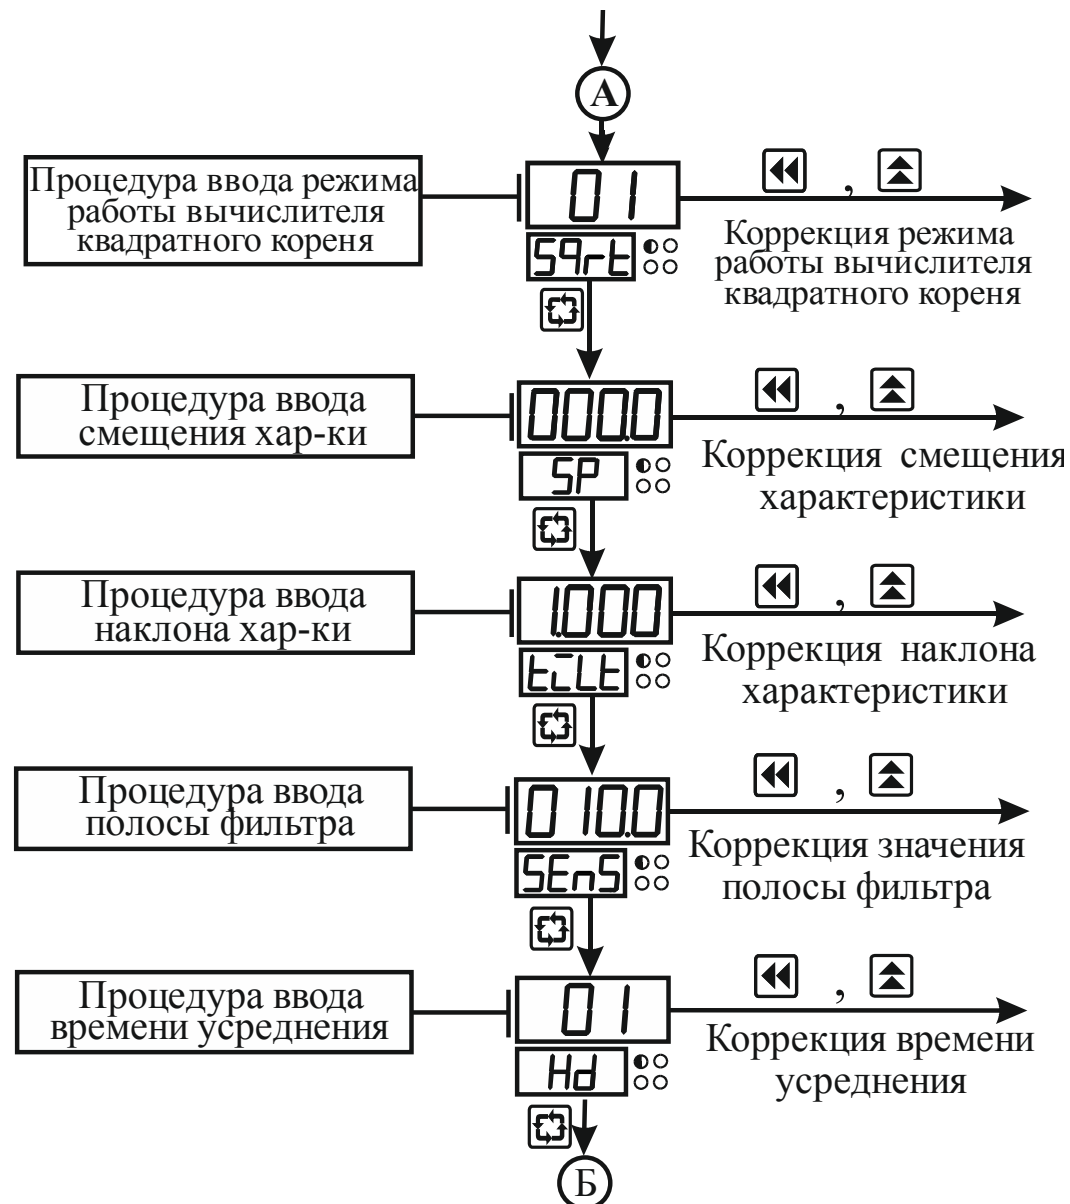 А
Процедура ввода режима
работы вычислителя
квадратного кореня
01
Sqrt
,
Коррекция режима
работы вычислителя
квадратного кореня
Процедура ввода
смещения хар-ки
000.0
SP
,
Коррекция смещения
характеристики
Процедура ввода
наклона хар-ки
1.000
tiLt
,
Коррекция наклона
характеристики
Процедура ввода
полосы фильтра
010.0
SEnS
,
Коррекция значения
полосы фильтра
Процедура ввода
времени усреднения
01
Hd
,
Коррекция времени
усреднения
Б